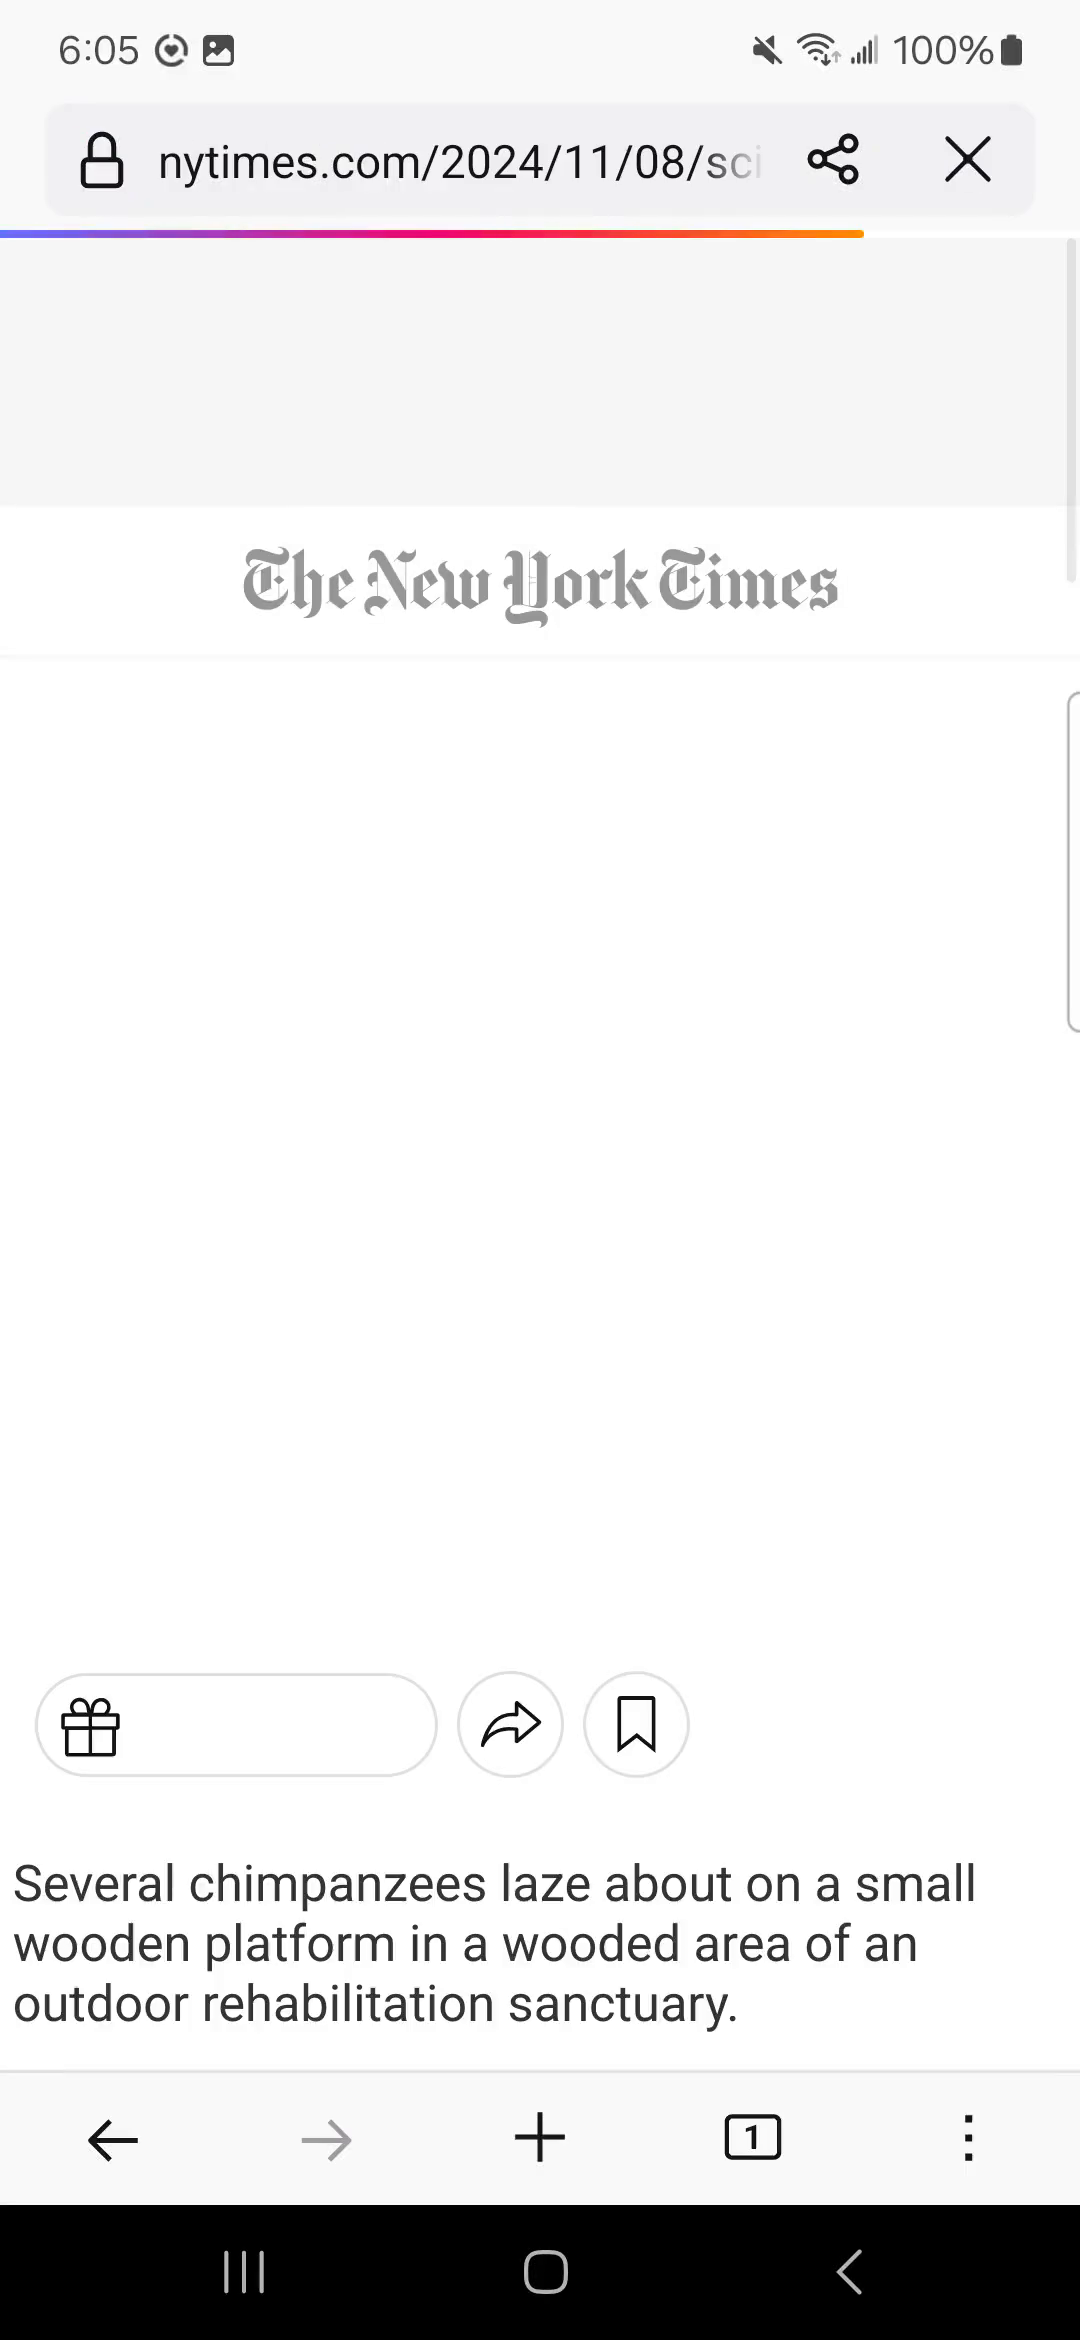 6:05 100%
nytimes.com/2024/11/08/sci
The New York Times
Several chimpanzees laze about on a small
wooden platform in a wooded area of an
outdoor rehabilitation sanctuary.
1